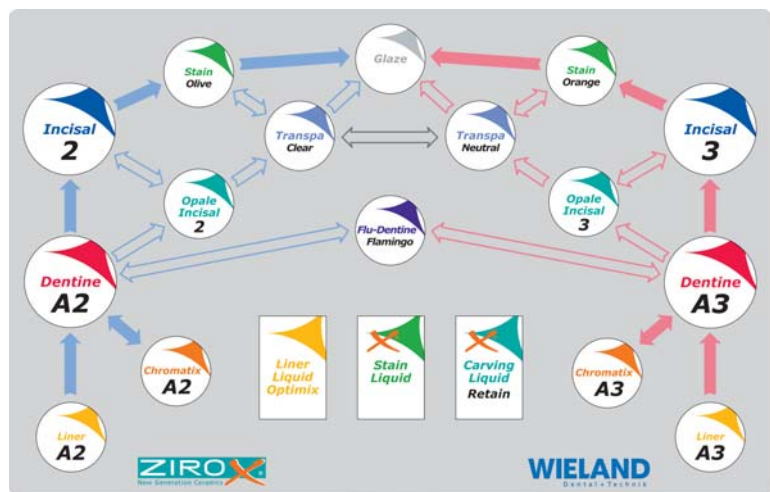 Glaze
Stain
Olive
Stain
Orange
Incisal
2
Transpa
Clear
Transpa
Neutral
Incisal
3
Opale
Incisal
2
Opale
Incisal
3
Flu-Dentine
Flamingo
Dentine
A2
Dentine
A3
Chromatix
A2
Liner
Liquid
Optimix
Stain
Liquid
Carving
Liquid
Retain
Chromatix
A3
Liner
A2
Liner
A3
ZIROX®
New Generation Ceramics
WIELAND
Dental+Technik